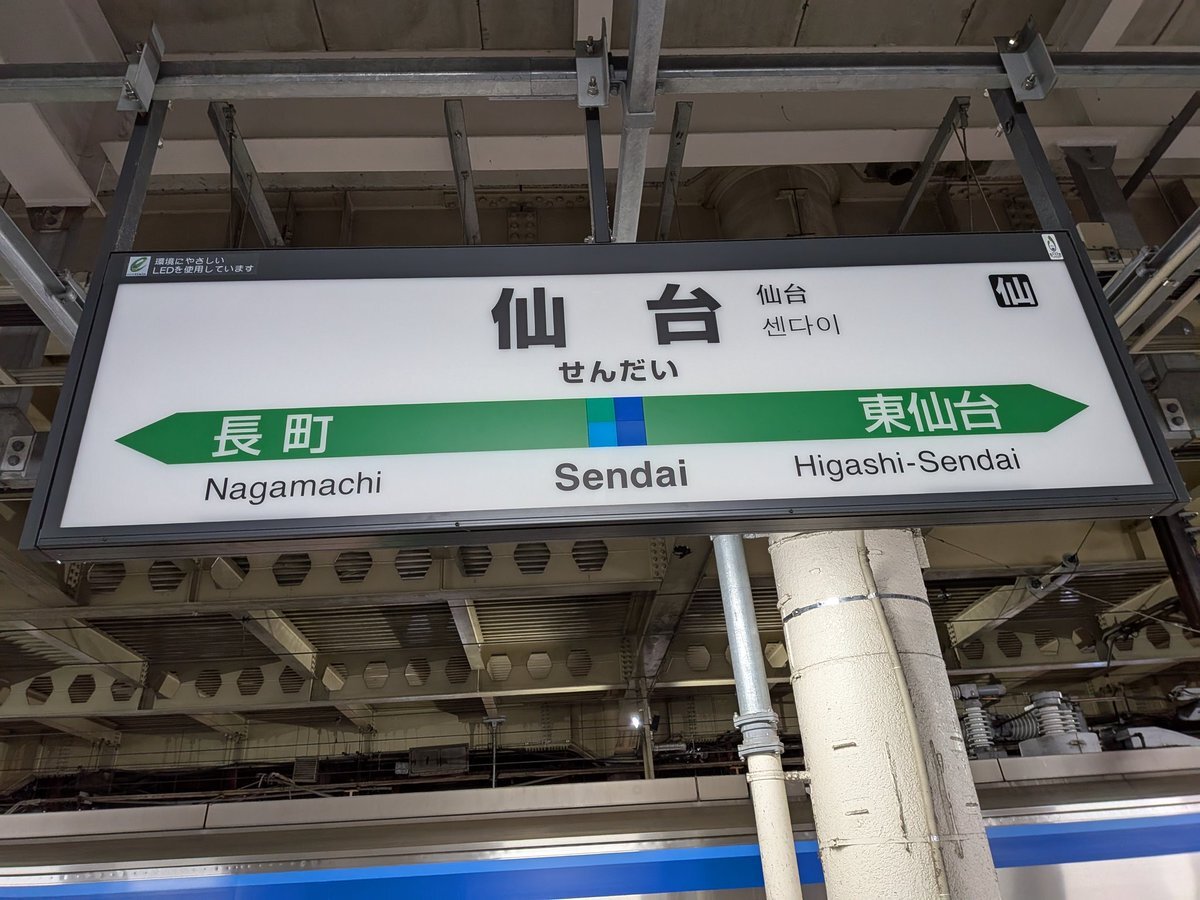 環境にやさしい
LEDを使用しています
仙台
仙台
센다이
仙
せんだい
長町
東仙台
Nagamachi
Sendai
Higashi-Sendai